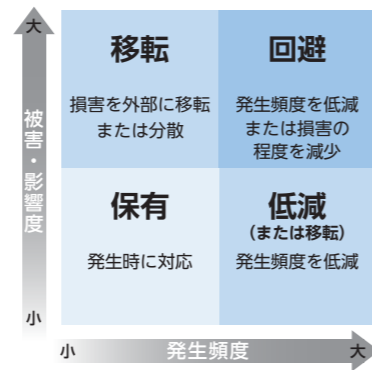 大
被害・影響度
小
移転
損害を外部に移転
または分散
回避
発生頻度を低減
または損害の
程度を減少
保有
発生時に対応
低減
(または移転)
発生頻度を低減
小
発生頻度
大